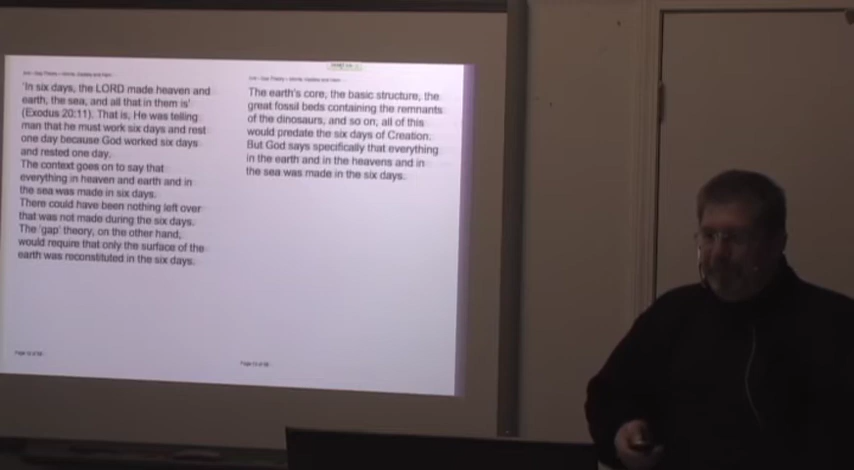 'In six days, the LORD made heaven and
earth, the sea, and all that in them is'
(Exodus 20:11). That is, He was telling
man that he must work six days and rest
one day because God worked six days
and rested one day.
The context goes on to say that
everything in heaven and earth and in
the sea was made in six days.
There could have been nothing left over
that was not made during the six days.
The 'gap' theory, on the other hand,
would require that only the surface of the
earth was reconstituted in the six days.
The earth's core, the basic structure, the
great fossil beds containing the remnants
of the dinosaurs, and so on, all of this
would predate the six days of Creation.
But God says specifically that everything
in the earth and in the heavens and in
the sea was made in the six days.